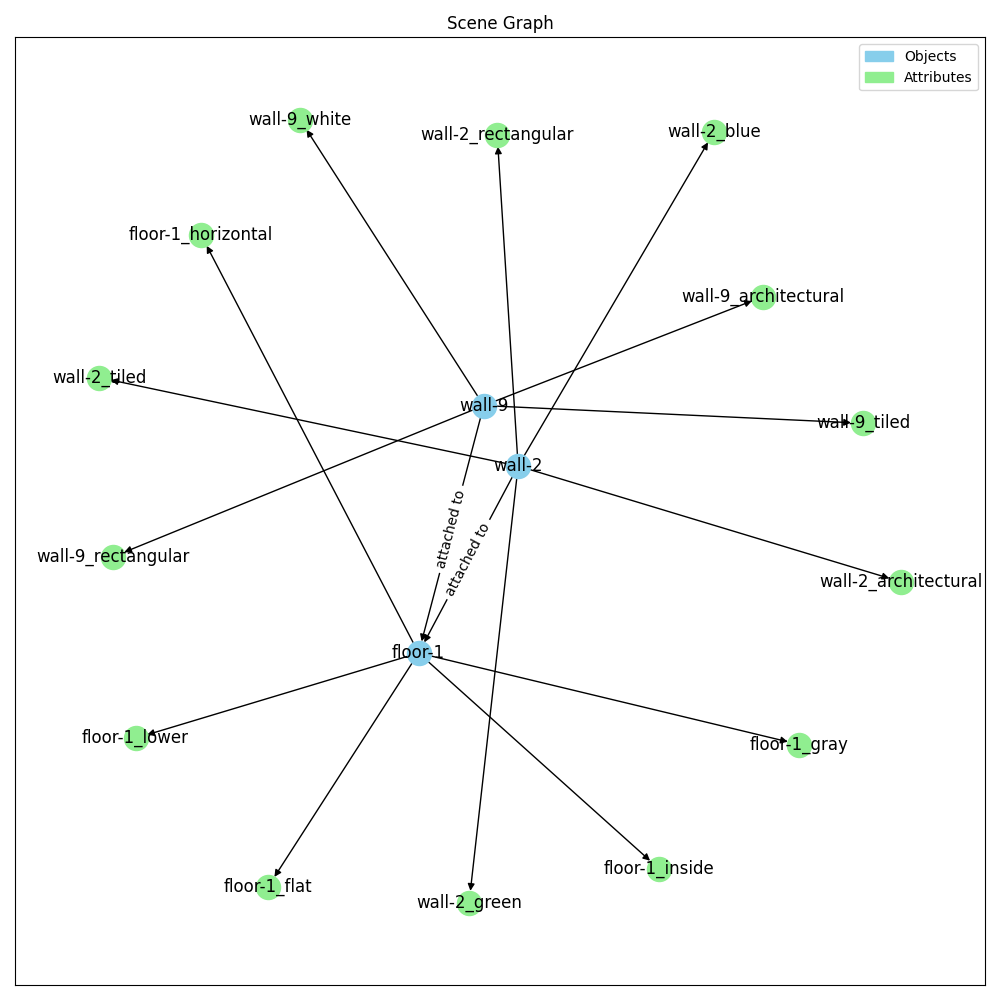 Scene Graph
Objects
Attributes
wall-9_white
wall-2_rectangular
wall-2_blue
floor-1_horizontal
wall-9_architectural
wall-2_tiled
wall-9
wall-9_tiled
wall-2
attached to
attached to
wall-9_rectangular
wall-2_architectural
floor-1
floor-1_lower
floor-1_gray
floor-1_inside
floor-1_flat
wall-2_green